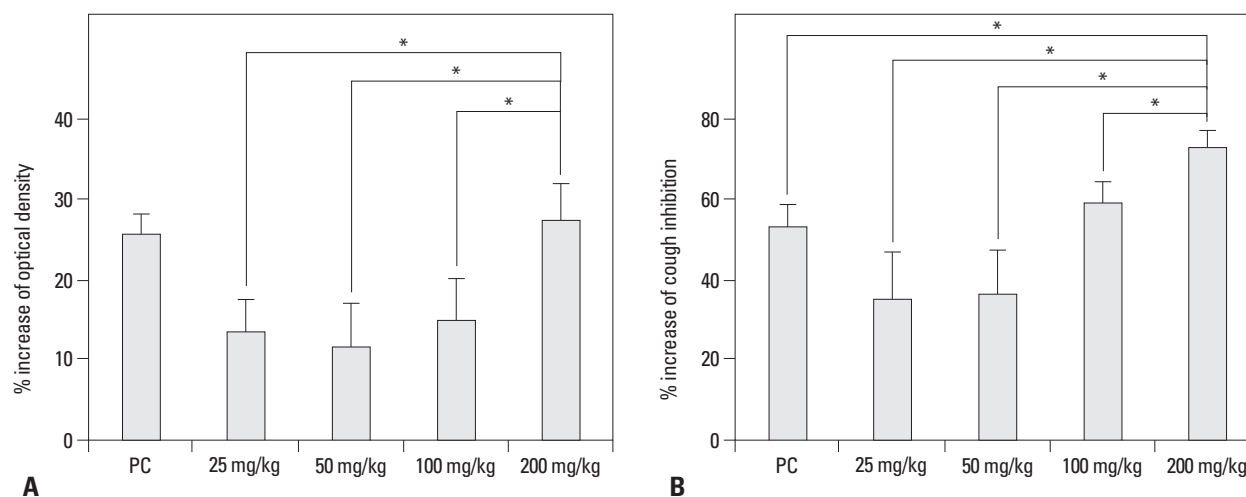 *
*
*
40
30
20
10
0
% increase of optical density
PC
25 mg/kg
50 mg/kg
100 mg/kg
200 mg/kg
A
*
*
*
*
80
60
40
20
0
% increase of cough inhibition
PC
25 mg/kg
50 mg/kg
100 mg/kg
200 mg/kg
B